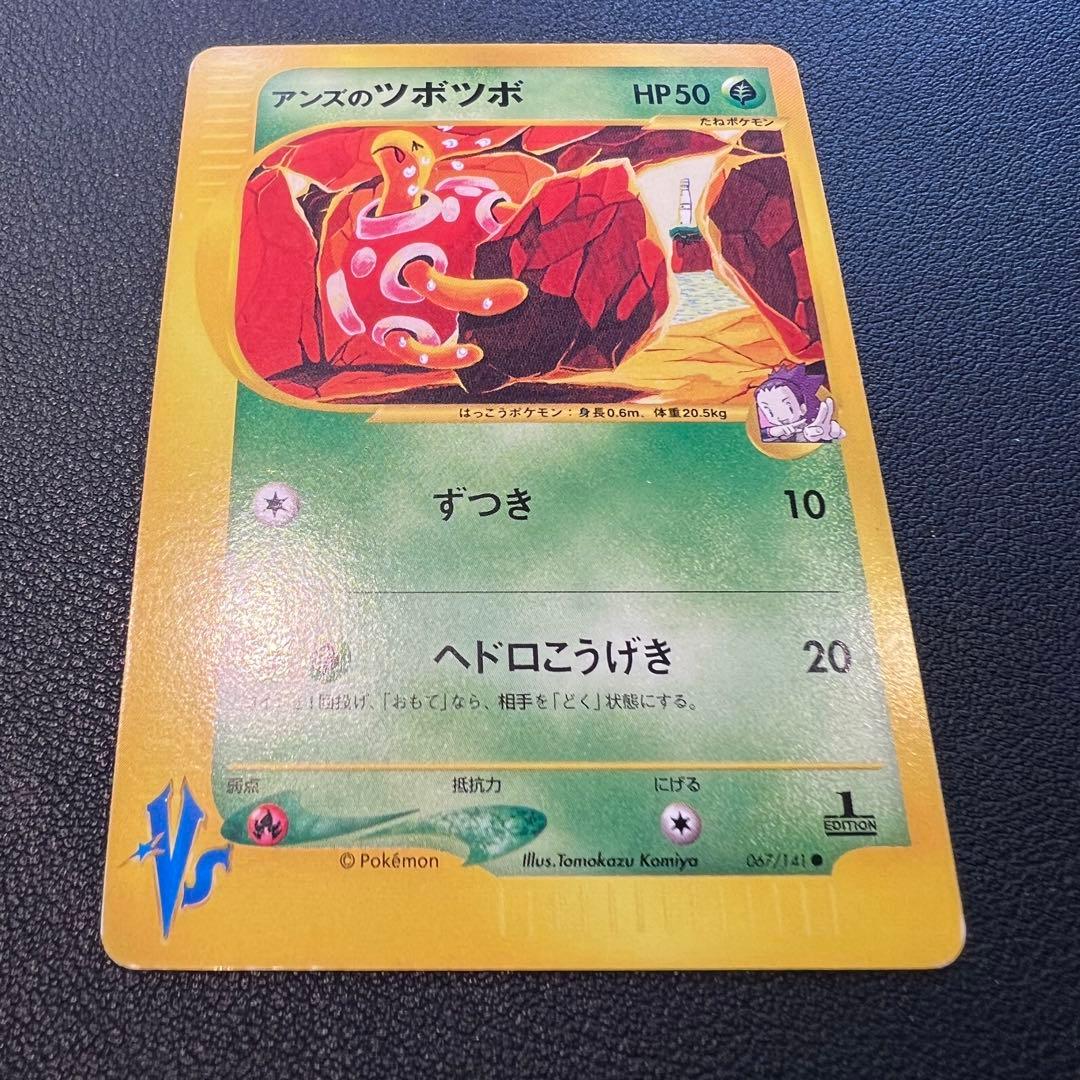 アンズのツボツボ HP50
たねポケモン
はっこうポケモン：身長0.6m、体重20.5kg
ずつき 10
ヘドロこうげき 20
回投げ、「おもて」なら、相手を「どく」状態にする。
弱点 抵抗力 にげる
1
EDITION
VS
© Pokémon Illus.Tomokazu Komiya 067/141